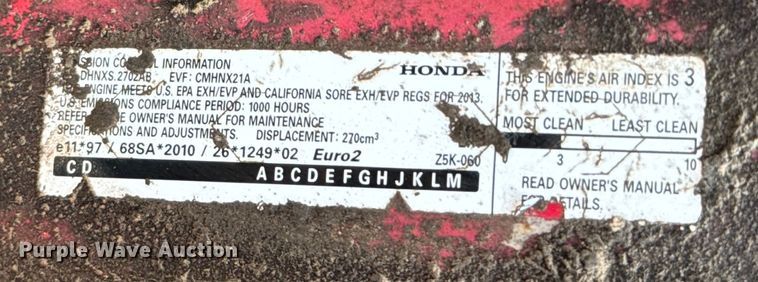 INFORMATION HONDA
DHNXS.2702AB EVF: CMHNX21A
ENGINE MEETS U.S. EPA EXH/EVP AND CALIFORNIA SORE EXH/EVP REGS FOR 2013.
U.S. EMISSIONS COMPLIANCE PERIOD: 1000 HOURS
OWNER'S MANUAL FOR MAINTENANCE
SPECIFICATIONS AND ADJUSTMENTS. DISPLACEMENT: 270cm³
e11*97 / 68SA*2010 / 26*1249*02 Euro2 Z5K-060
C D A B C D E F G H J K L M
THIS ENGINE'S AIR INDEX IS 3
FOR EXTENDED DURABILITY.
MOST CLEAN LEAST CLEAN
3 10
READ OWNER'S MANUAL
DETAILS.
Purple Wave Auction